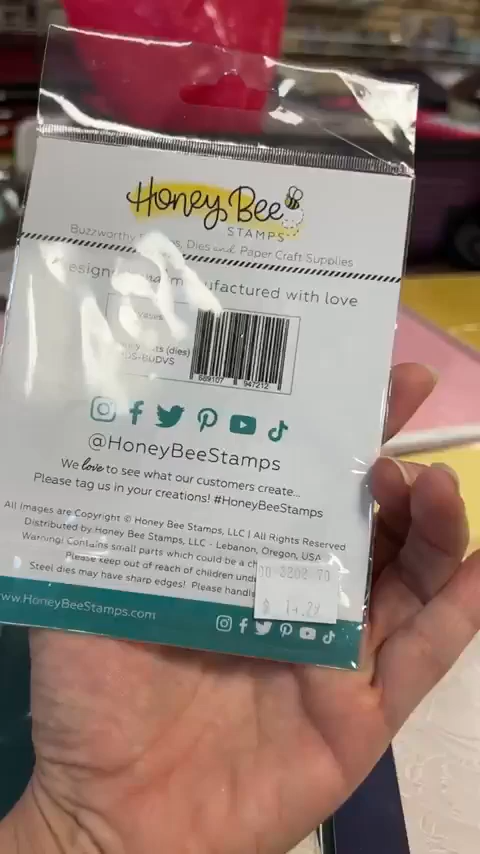 Honey Bee
STAMPS
Buzzworthy Dies and Paper Craft Supplies
manufactured with love
(dies)
689107 947212
@HoneyBeeStamps
We love to see what our customers create...
Please tag us in your creations! #HoneyBeeStamps
All Images are Copyright © Honey Bee Stamps, LLC | All Rights Reserved
Distributed by Honey Bee Stamps, LLC - Lebanon, Oregon, USA
Warning! Contains small parts which could be a
Please keep out of reach of children
Steel dies may have sharp edges! Please
www.HoneyBeeStamps.com
$